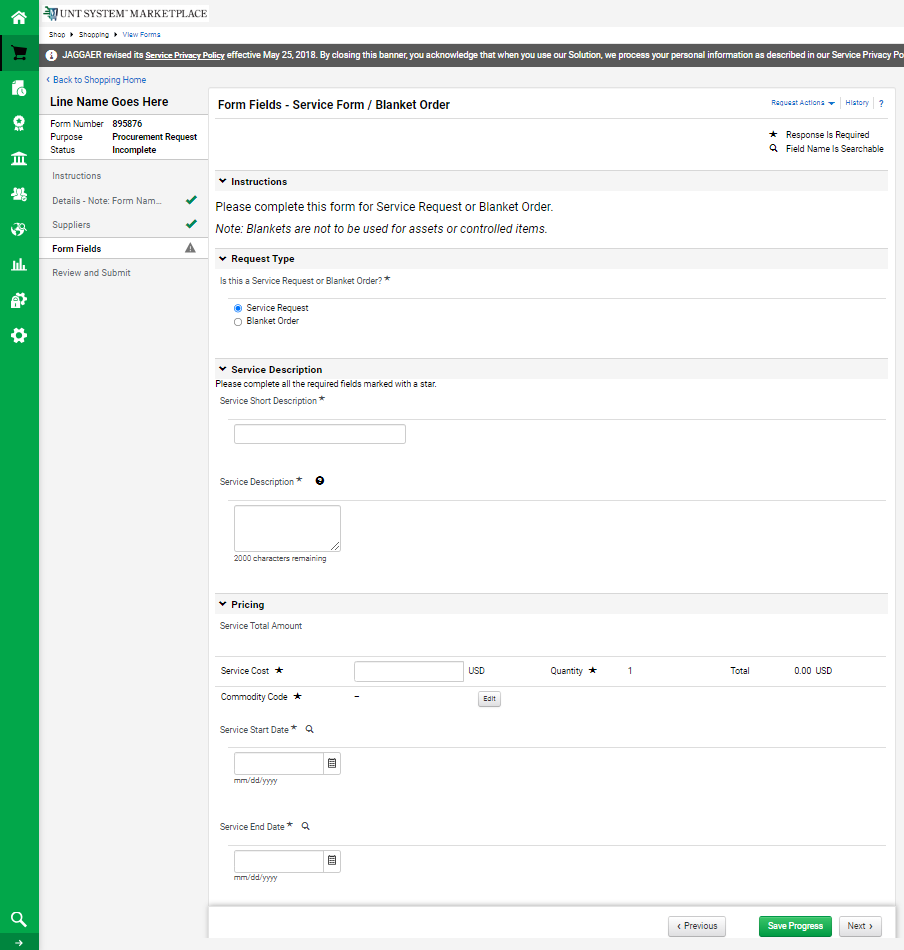 UNT SYSTEM™ MARKETPLACE
Shop Shopping View Forms
JAGGAER revised its Service Privacy Policy effective May 25, 2018. By closing this banner, you acknowledge that when you use our Solution, we process your personal information as described in our Service Privacy Po
‹ Back to Shopping Home
Line Name Goes Here
Form Number 895876
Purpose Procurement Request
Status Incomplete
Instructions
Details - Note: Form Nam...
Suppliers
Form Fields
Review and Submit
Form Fields - Service Form / Blanket Order
Request Actions History ?
★ Response Is Required
Field Name Is Searchable
Instructions
Please complete this form for Service Request or Blanket Order.
Note: Blankets are not to be used for assets or controlled items.
Request Type
Is this a Service Request or Blanket Order? *
Service Request
Blanket Order
Service Description
Please complete all the required fields marked with a star.
Service Short Description *
Service Description * ?
2000 characters remaining
Pricing
Service Total Amount
Service Cost ★ USD Quantity ★ 1 Total 0.00 USD
Commodity Code ★ – Edit
Service Start Date *
mm/dd/yyyy
Service End Date *
mm/dd/yyyy
‹ Previous Save Progress Next ›